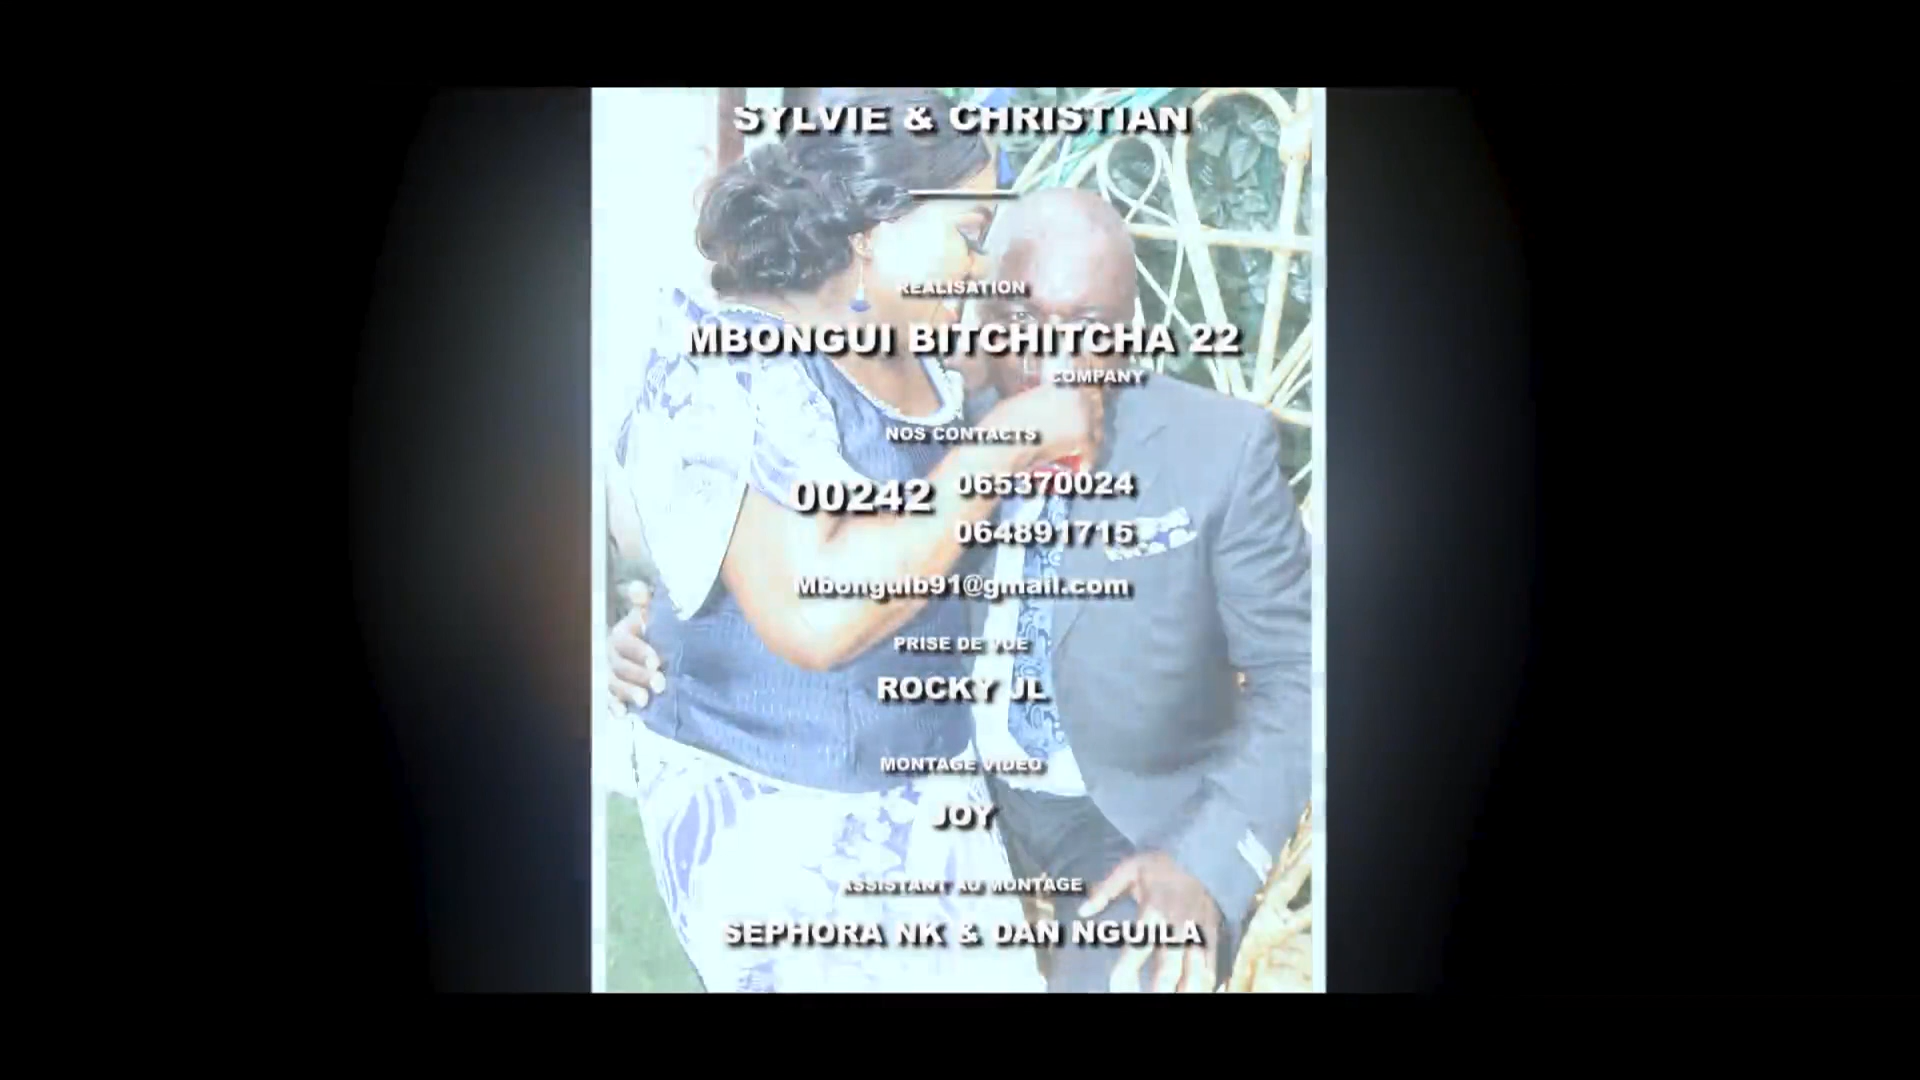 SYLVIE & CHRISTIAN
REALISATION
MBONGUI BITCHITCHA 22
COMPANY
NOS CONTACTS
00242 065370024
064891715
Mbonguib91@gmail.com
PRISE DE VUE
ROCKY JL
MONTAGE VIDEO
JOY
ASSISTANT AU MONTAGE
SEPHORA NK & DAN NGUILA